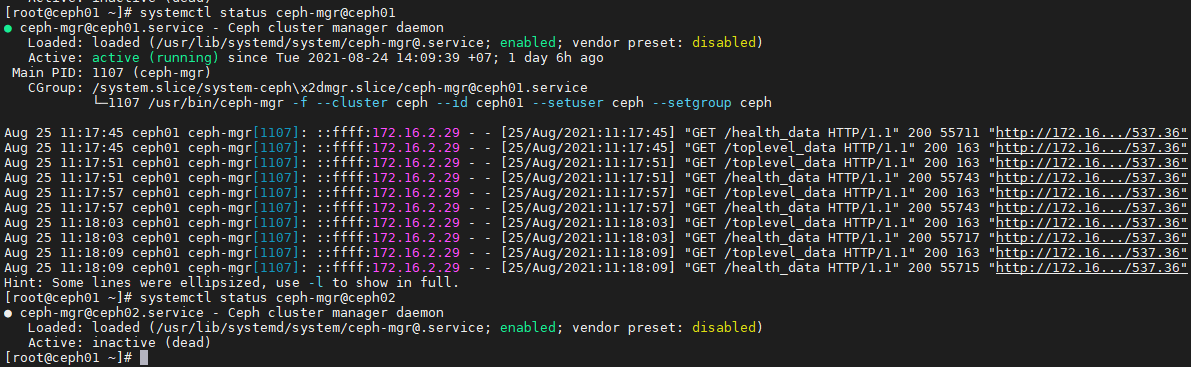 Active: inactive (dead)
[root@ceph01 ~]# systemctl status ceph-mgr@ceph01
● ceph-mgr@ceph01.service - Ceph cluster manager daemon
   Loaded: loaded (/usr/lib/systemd/system/ceph-mgr@.service; enabled; vendor preset: disabled)
   Active: active (running) since Tue 2021-08-24 14:09:39 +07; 1 day 6h ago
 Main PID: 1107 (ceph-mgr)
   CGroup: /system.slice/system-ceph\x2dmgr.slice/ceph-mgr@ceph01.service
           └─1107 /usr/bin/ceph-mgr -f --cluster ceph --id ceph01 --setuser ceph --setgroup ceph

Aug 25 11:17:45 ceph01 ceph-mgr[1107]: ::ffff:172.16.2.29 - - [25/Aug/2021:11:17:45] "GET /health_data HTTP/1.1" 200 55711 "http://172.16.../537.36"
Aug 25 11:17:45 ceph01 ceph-mgr[1107]: ::ffff:172.16.2.29 - - [25/Aug/2021:11:17:45] "GET /toplevel_data HTTP/1.1" 200 163 "http://172.16.../537.36"
Aug 25 11:17:51 ceph01 ceph-mgr[1107]: ::ffff:172.16.2.29 - - [25/Aug/2021:11:17:51] "GET /toplevel_data HTTP/1.1" 200 163 "http://172.16.../537.36"
Aug 25 11:17:51 ceph01 ceph-mgr[1107]: ::ffff:172.16.2.29 - - [25/Aug/2021:11:17:51] "GET /health_data HTTP/1.1" 200 55743 "http://172.16.../537.36"
Aug 25 11:17:57 ceph01 ceph-mgr[1107]: ::ffff:172.16.2.29 - - [25/Aug/2021:11:17:57] "GET /toplevel_data HTTP/1.1" 200 163 "http://172.16.../537.36"
Aug 25 11:17:57 ceph01 ceph-mgr[1107]: ::ffff:172.16.2.29 - - [25/Aug/2021:11:17:57] "GET /health_data HTTP/1.1" 200 55743 "http://172.16.../537.36"
Aug 25 11:18:03 ceph01 ceph-mgr[1107]: ::ffff:172.16.2.29 - - [25/Aug/2021:11:18:03] "GET /toplevel_data HTTP/1.1" 200 163 "http://172.16.../537.36"
Aug 25 11:18:03 ceph01 ceph-mgr[1107]: ::ffff:172.16.2.29 - - [25/Aug/2021:11:18:03] "GET /health_data HTTP/1.1" 200 55717 "http://172.16.../537.36"
Aug 25 11:18:09 ceph01 ceph-mgr[1107]: ::ffff:172.16.2.29 - - [25/Aug/2021:11:18:09] "GET /toplevel_data HTTP/1.1" 200 163 "http://172.16.../537.36"
Aug 25 11:18:09 ceph01 ceph-mgr[1107]: ::ffff:172.16.2.29 - - [25/Aug/2021:11:18:09] "GET /health_data HTTP/1.1" 200 55715 "http://172.16.../537.36"
Hint: Some lines were ellipsized, use -l to show in full.
[root@ceph01 ~]# systemctl status ceph-mgr@ceph02
● ceph-mgr@ceph02.service - Ceph cluster manager daemon
   Loaded: loaded (/usr/lib/systemd/system/ceph-mgr@.service; enabled; vendor preset: disabled)
   Active: inactive (dead)
[root@ceph01 ~]#